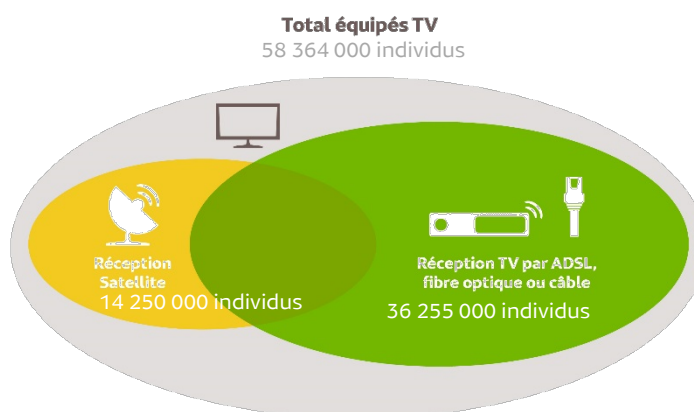 Total équipés TV
58 364 000 individus
Réception
Satellite
14 250 000 individus
Réception TV par ADSL,
fibre optique ou câble
36 255 000 individus